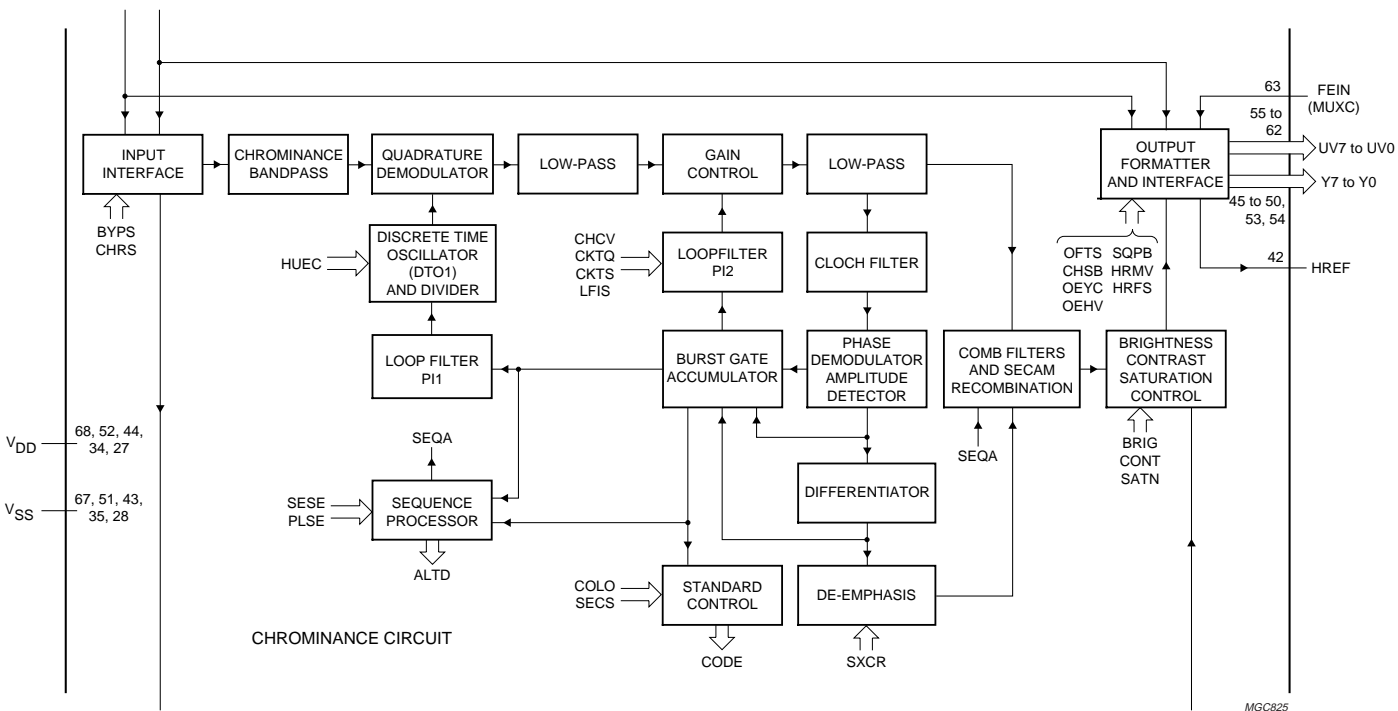 63
FEIN
(MUXC)
55 to
62
UV7 to UV0
Y7 to Y0
45 to 50,
53, 54
42
HREF
INPUT
INTERFACE
CHROMINANCE
BANDPASS
QUADRATURE
DEMODULATOR
LOW-PASS
GAIN
CONTROL
LOW-PASS
OUTPUT
FORMATTER
AND INTERFACE
BYPS
CHRS
HUEC
DISCRETE TIME
OSCILLATOR
(DTO1)
AND DIVIDER
CHCV
CKTQ
CKTS
LFIS
LOOPFILTER
PI2
CLOCH FILTER
OFTS SQPB
CHSB HRMV
OEYC HRFS
OEHV
LOOP FILTER
PI1
BURST GATE
ACCUMULATOR
PHASE
DEMODULATOR
AMPLITUDE
DETECTOR
COMB FILTERS
AND SECAM
RECOMBINATION
BRIGHTNESS
CONTRAST
SATURATION
CONTROL
VDD
68, 52, 44,
34, 27
VSS
67, 51, 43,
35, 28
SEQA
SESE
PLSE
SEQUENCE
PROCESSOR
ALTD
DIFFERENTIATOR
SEQA
BRIG
CONT
SATN
COLO
SECS
STANDARD
CONTROL
CODE
DE-EMPHASIS
SXCR
CHROMINANCE CIRCUIT
MGC825